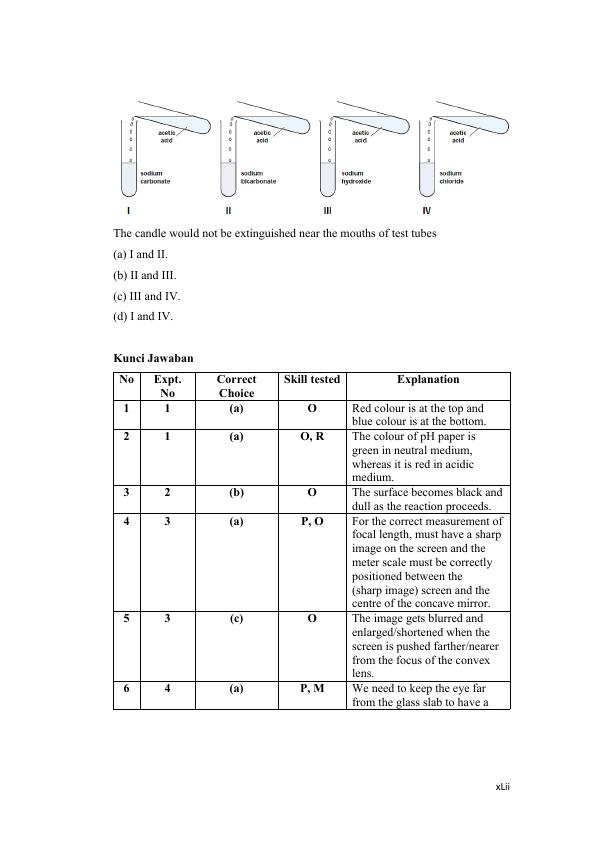 acetic
acid
acetic
acid
acetic
acid
acetic
acid
sodium
carbonate
sodium
bicarbonate
sodium
hydroxide
sodium
chloride
I
II
III
IV
The candle would not be extinguished near the mouths of test tubes
(a) I and II.
(b) II and III.
(c) III and IV.
(d) I and IV.
Kunci Jawaban
No Expt. No Correct Choice Skill tested Explanation
1 1 (a) O Red colour is at the top and
blue colour is at the bottom.
2 1 (a) O, R The colour of pH paper is
green in neutral medium,
whereas it is red in acidic
medium.
3 2 (b) O The surface becomes black and
dull as the reaction proceeds.
4 3 (a) P, O For the correct measurement of
focal length, must have a sharp
image on the screen and the
meter scale must be correctly
positioned between the
(sharp image) screen and the
centre of the concave mirror.
5 3 (c) O The image gets blurred and
enlarged/shortened when the
screen is pushed farther/nearer
from the focus of the convex
lens.
6 4 (a) P, M We need to keep the eye far
from the glass slab to have a
xLii